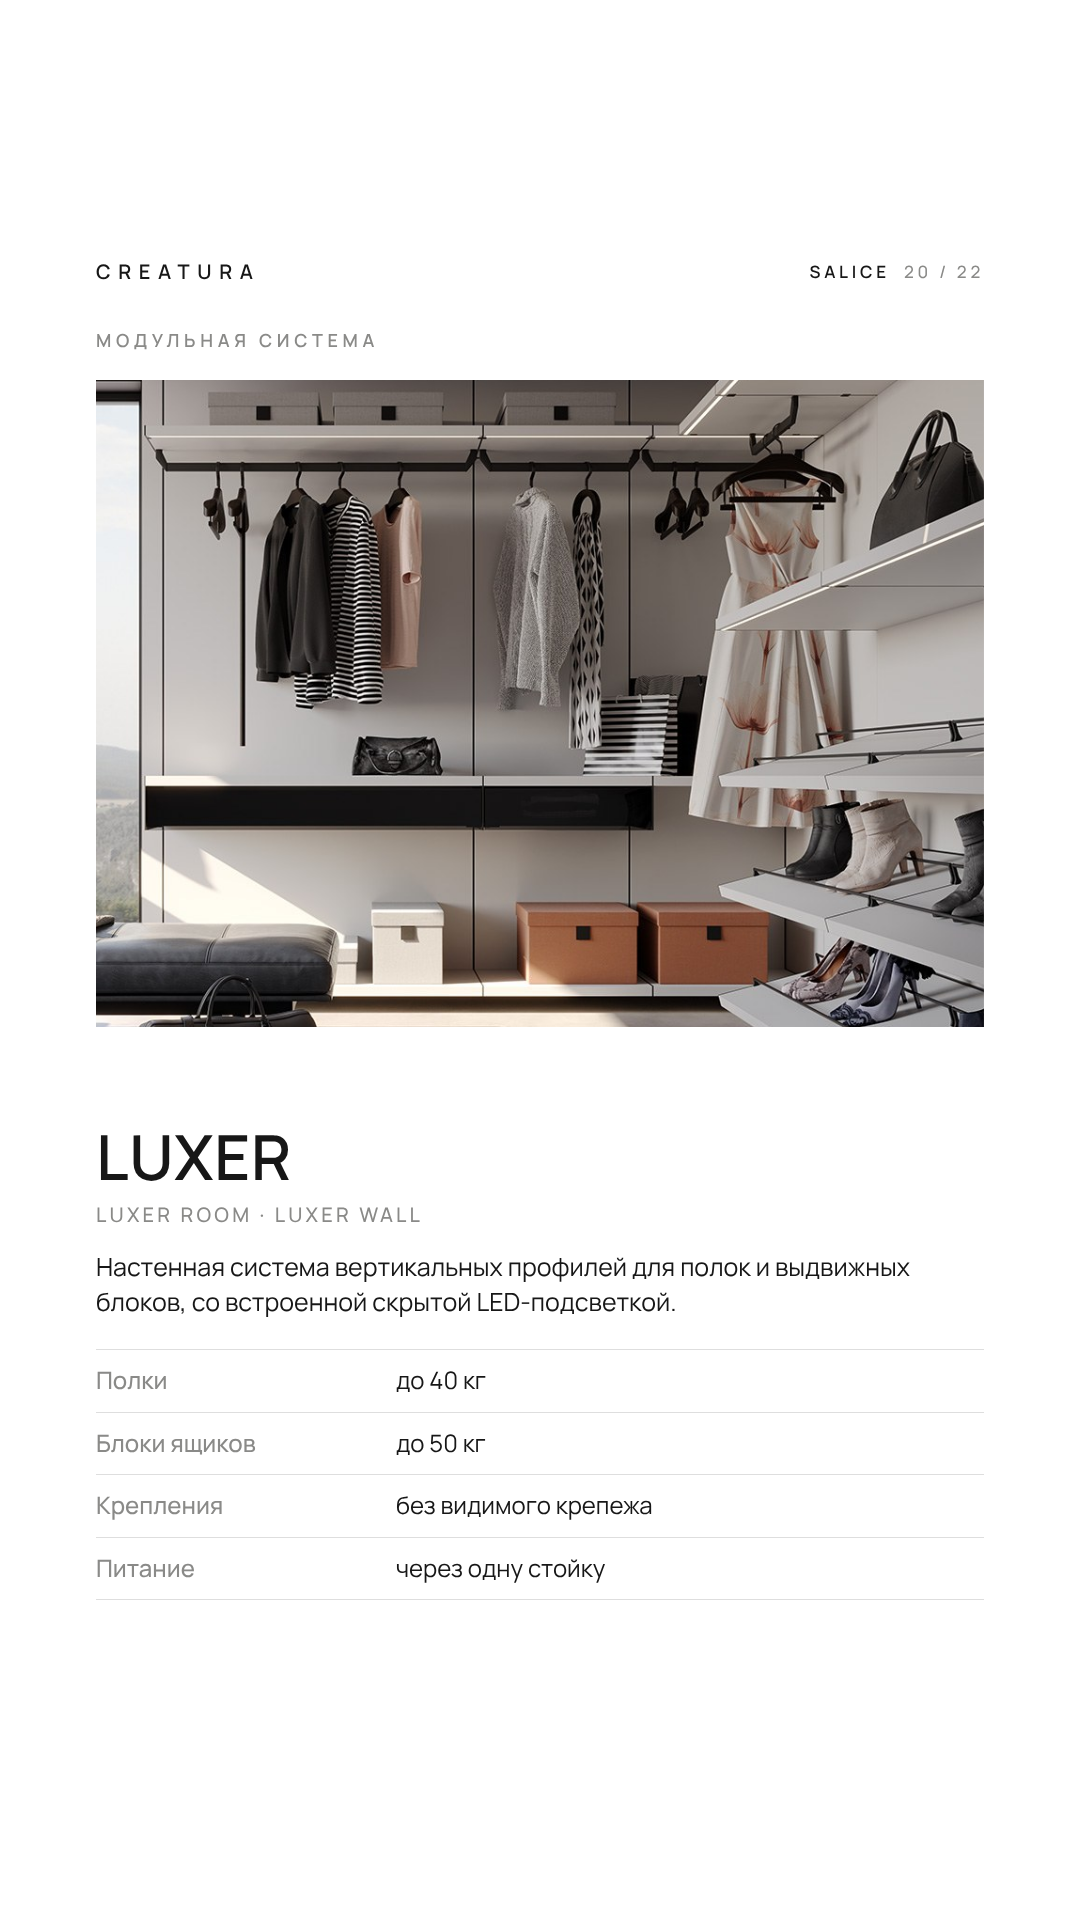 CREATURA
SALICE 20 / 22
МОДУЛЬНАЯ СИСТЕМА
LUXER
LUXER ROOM · LUXER WALL
Настенная система вертикальных профилей для полок и выдвижных
блоков, со встроенной скрытой LED-подсветкой.
Полки до 40 кг
Блоки ящиков до 50 кг
Крепления без видимого крепежа
Питание через одну стойку